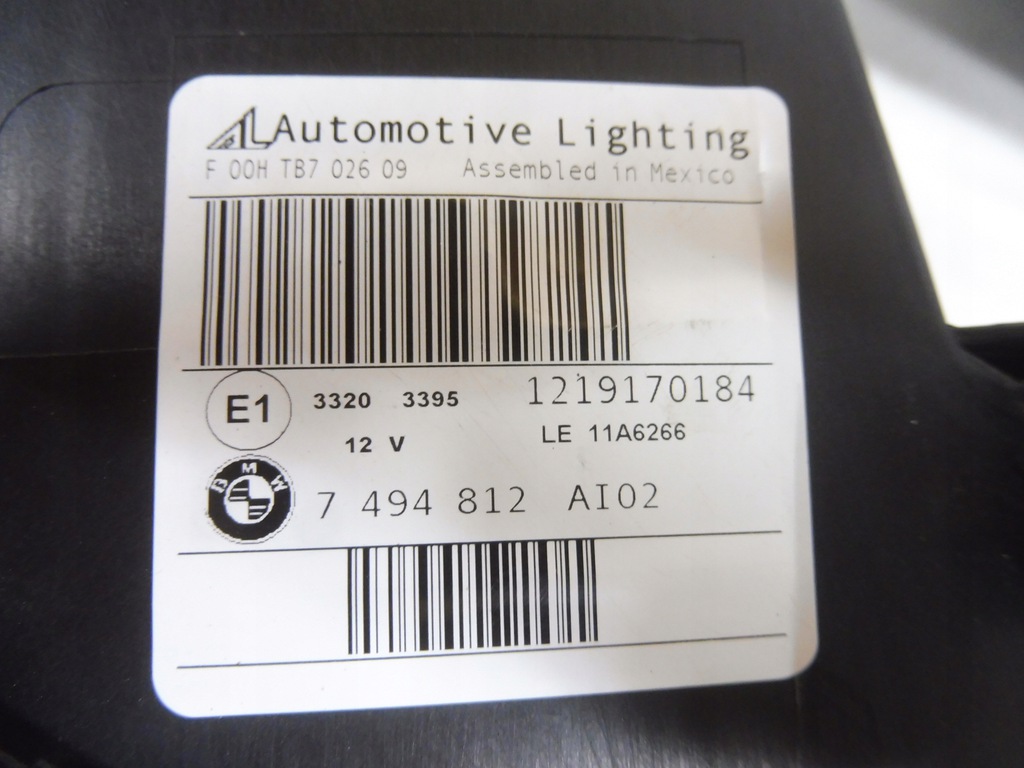 AL Automotive Lighting
F 00H TB7 026 09 Assembled in Mexico
E1 3320 3395 1219170184
12 V LE 11A6266
BMW 7 494 812 AI02